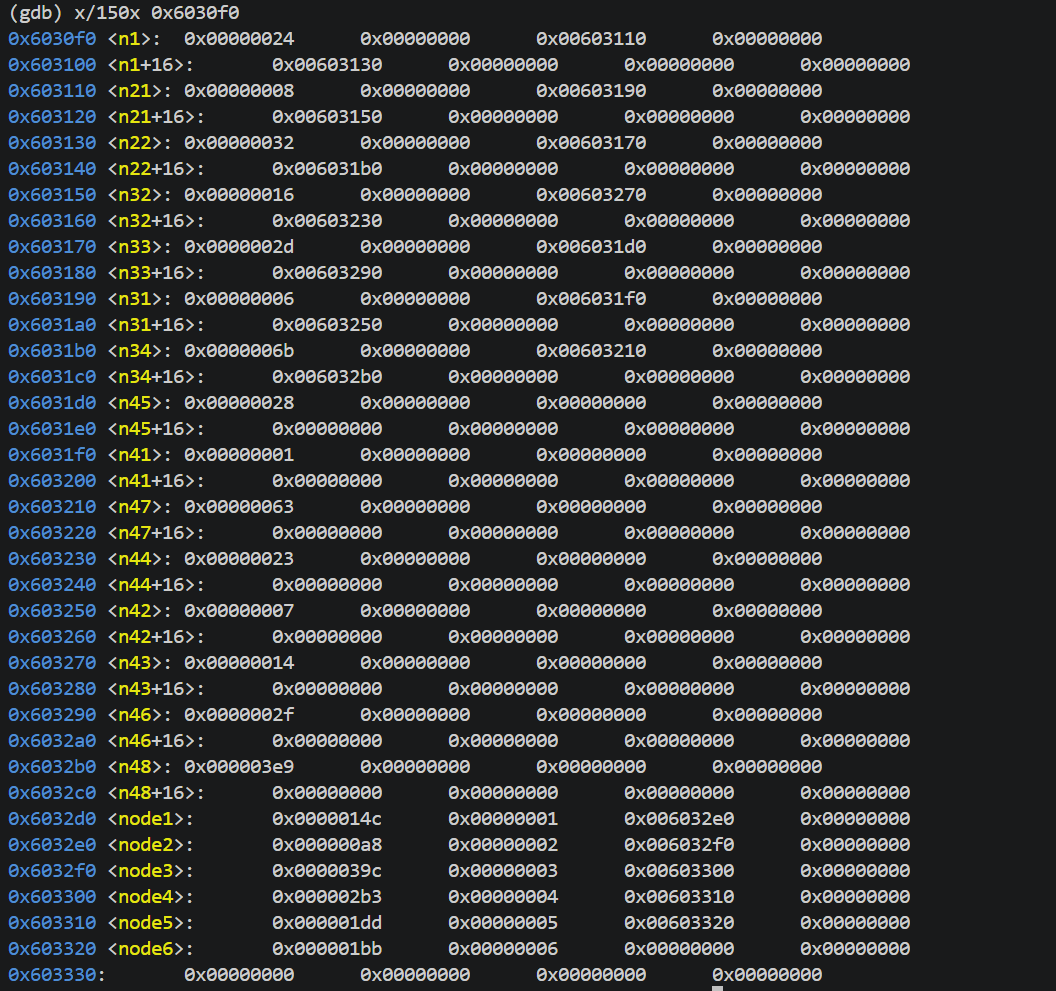 (gdb) x/150x 0x6030f0
0x6030f0 <n1>: 0x00000024 0x00000000 0x00603110 0x00000000
0x603100 <n1+16>: 0x00603130 0x00000000 0x00000000 0x00000000
0x603110 <n21>: 0x00000008 0x00000000 0x00603190 0x00000000
0x603120 <n21+16>: 0x00603150 0x00000000 0x00000000 0x00000000
0x603130 <n22>: 0x00000032 0x00000000 0x00603170 0x00000000
0x603140 <n22+16>: 0x006031b0 0x00000000 0x00000000 0x00000000
0x603150 <n32>: 0x00000016 0x00000000 0x00603270 0x00000000
0x603160 <n32+16>: 0x00603230 0x00000000 0x00000000 0x00000000
0x603170 <n33>: 0x0000002d 0x00000000 0x006031d0 0x00000000
0x603180 <n33+16>: 0x00603290 0x00000000 0x00000000 0x00000000
0x603190 <n31>: 0x00000006 0x00000000 0x006031f0 0x00000000
0x6031a0 <n31+16>: 0x00603250 0x00000000 0x00000000 0x00000000
0x6031b0 <n34>: 0x0000006b 0x00000000 0x00603210 0x00000000
0x6031c0 <n34+16>: 0x006032b0 0x00000000 0x00000000 0x00000000
0x6031d0 <n45>: 0x00000028 0x00000000 0x00000000 0x00000000
0x6031e0 <n45+16>: 0x00000000 0x00000000 0x00000000 0x00000000
0x6031f0 <n41>: 0x00000001 0x00000000 0x00000000 0x00000000
0x603200 <n41+16>: 0x00000000 0x00000000 0x00000000 0x00000000
0x603210 <n47>: 0x00000063 0x00000000 0x00000000 0x00000000
0x603220 <n47+16>: 0x00000000 0x00000000 0x00000000 0x00000000
0x603230 <n44>: 0x00000023 0x00000000 0x00000000 0x00000000
0x603240 <n44+16>: 0x00000000 0x00000000 0x00000000 0x00000000
0x603250 <n42>: 0x00000007 0x00000000 0x00000000 0x00000000
0x603260 <n42+16>: 0x00000000 0x00000000 0x00000000 0x00000000
0x603270 <n43>: 0x00000014 0x00000000 0x00000000 0x00000000
0x603280 <n43+16>: 0x00000000 0x00000000 0x00000000 0x00000000
0x603290 <n46>: 0x0000002f 0x00000000 0x00000000 0x00000000
0x6032a0 <n46+16>: 0x00000000 0x00000000 0x00000000 0x00000000
0x6032b0 <n48>: 0x000003e9 0x00000000 0x00000000 0x00000000
0x6032c0 <n48+16>: 0x00000000 0x00000000 0x00000000 0x00000000
0x6032d0 <node1>: 0x0000014c 0x00000001 0x006032e0 0x00000000
0x6032e0 <node2>: 0x000000a8 0x00000002 0x006032f0 0x00000000
0x6032f0 <node3>: 0x0000039c 0x00000003 0x00603300 0x00000000
0x603300 <node4>: 0x000002b3 0x00000004 0x00603310 0x00000000
0x603310 <node5>: 0x000001dd 0x00000005 0x00603320 0x00000000
0x603320 <node6>: 0x000001bb 0x00000006 0x00000000 0x00000000
0x603330: 0x00000000 0x00000000 0x00000000 0x00000000